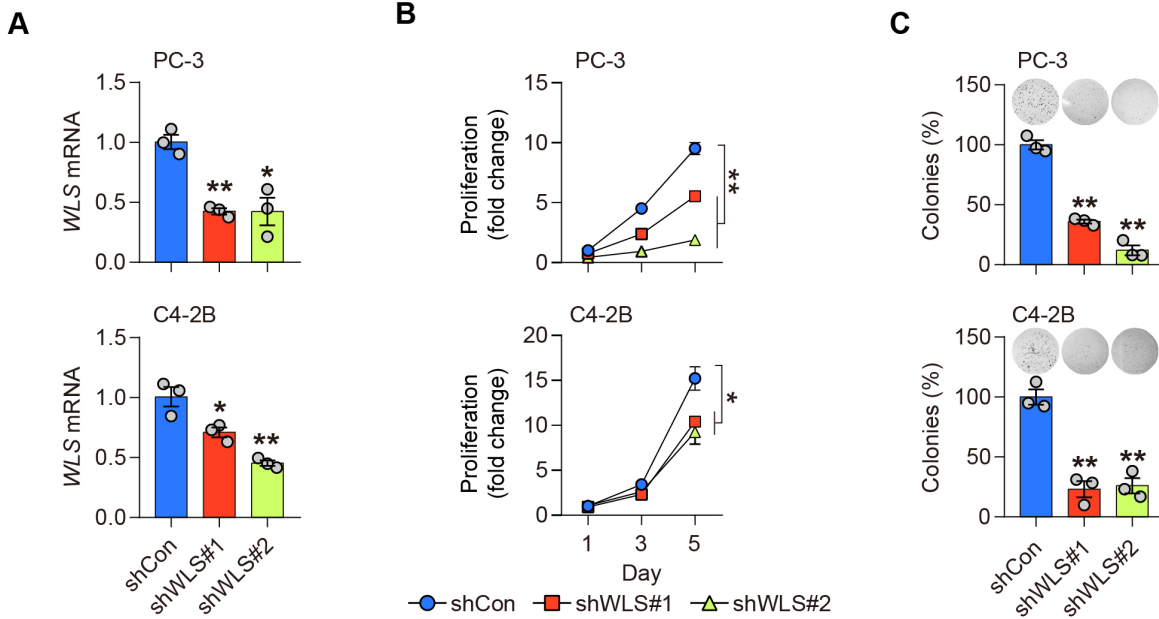 A
PC-3
WLS mRNA
1.5
1.0
0.5
0.0
**
*
C4-2B
WLS mRNA
1.5
1.0
0.5
0.0
*
**
shCon
shWLS#1
shWLS#2
B
PC-3
Proliferation
(fold change)
15
10
5
0
**
C4-2B
Proliferation
(fold change)
20
15
10
5
0
*
1 3 5
Day
shCon shWLS#1 shWLS#2
C
PC-3
Colonies (%)
150
100
50
0
**
**
C4-2B
Colonies (%)
150
100
50
0
**
**
shCon
shWLS#1
shWLS#2